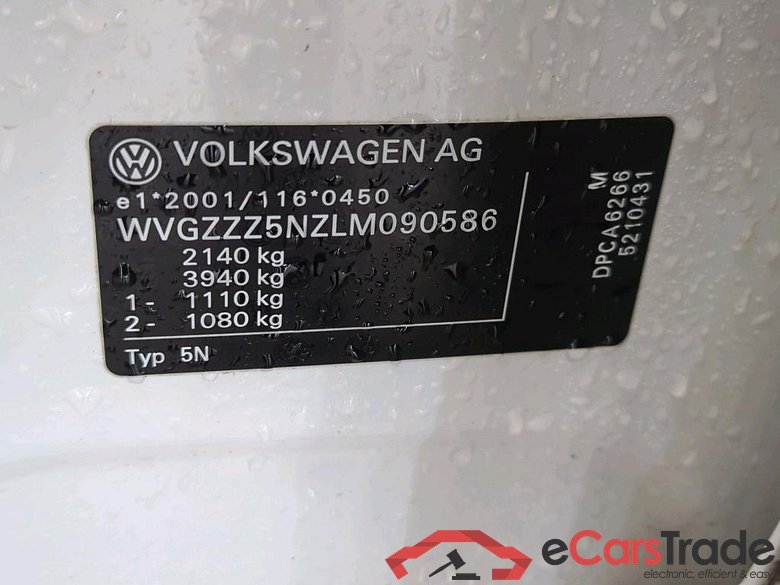 VOLKSWAGEN AG
e1*2001/116*0450
WVGZZZ5NZLM090586
2140 kg
3940 kg
1 - 1110 kg
2 - 1080 kg
Typ 5N
M
DPCA6266
5210431
eCarsTrade
electronic, efficient & easy